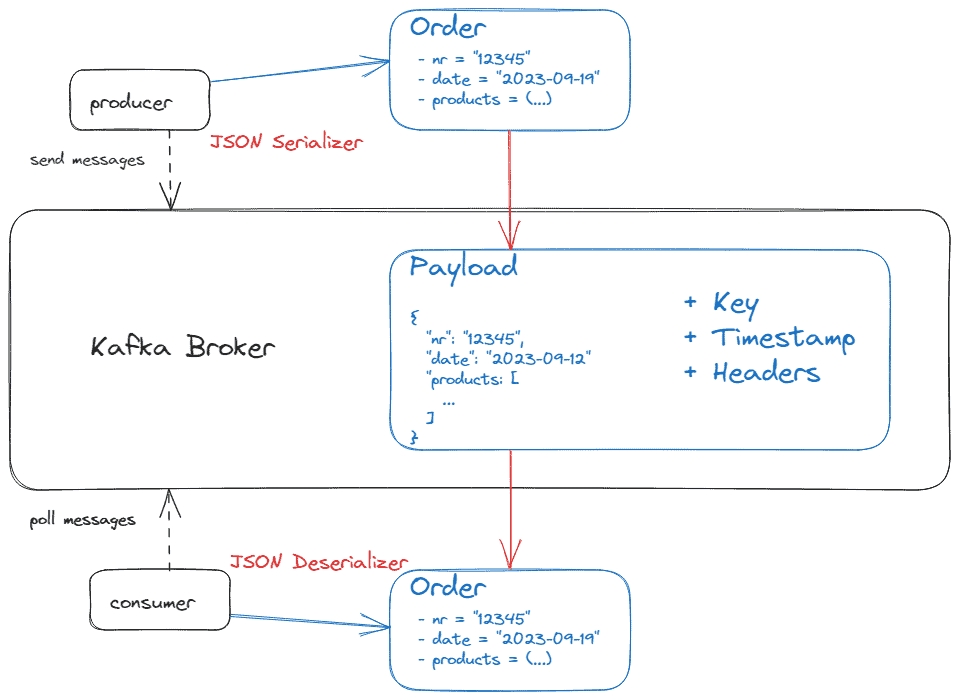 Order
- nr = "12345"
- date = "2023-09-19"
- products = (...)
producer
JSON Serializer
send messages
Payload
{
"nr": "12345",
"date": "2023-09-12"
"products: [
...
]
}
+ Key
+ Timestamp
+ Headers
Kafka Broker
poll messages
JSON Deserializer
consumer
Order
- nr = "12345"
- date = "2023-09-19"
- products = (...)